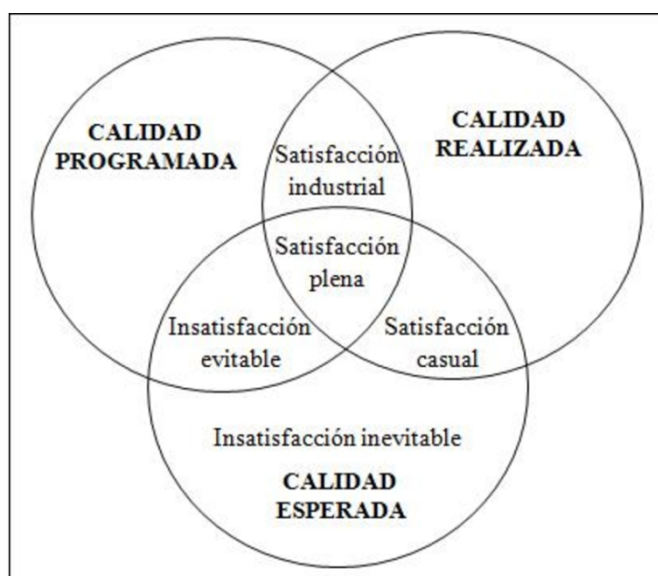 CALIDAD
PROGRAMADA
CALIDAD
REALIZADA
Satisfacción
industrial
Satisfacción
plena
Insatisfacción
evitable
Satisfacción
casual
Insatisfacción inevitable
CALIDAD
ESPERADA